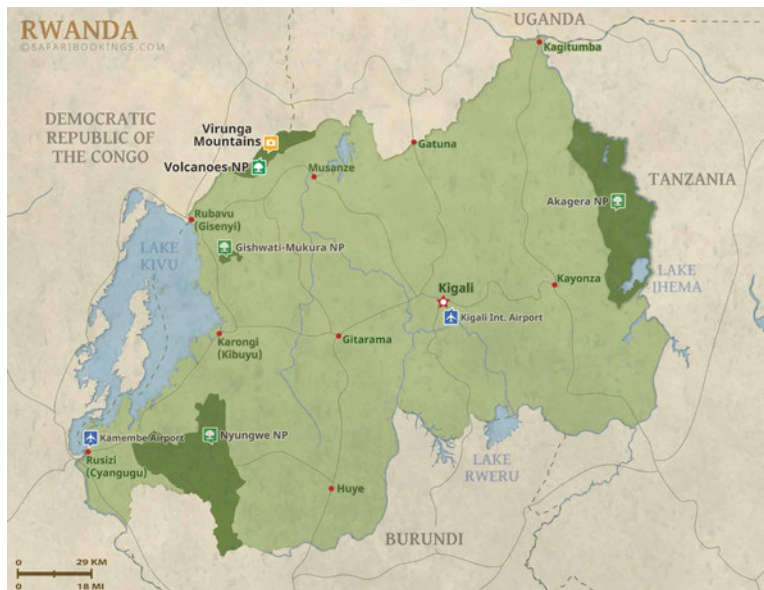 UGANDA
RWANDA
©SAFARIBOOKINGS.COM
Kagitumba
DEMOCRATIC
REPUBLIC OF
THE CONGO
Virunga
Mountains
Gatuna
Volcanoes NP
Musanze
TANZANIA
Akagera NP
Rubavu
(Gisenyi)
LAKE
KIVU
Gishwati-Mukura NP
LAKE
IHEMA
Kayonza
Kigali
Kigali Int. Airport
Karongi
(Kibuyu)
Gitarama
Kamembe Airport
Nyungwe NP
Rusizi
(Cyangugu)
LAKE
RWERU
Huye
BURUNDI
0 29 KM
0 18 MI